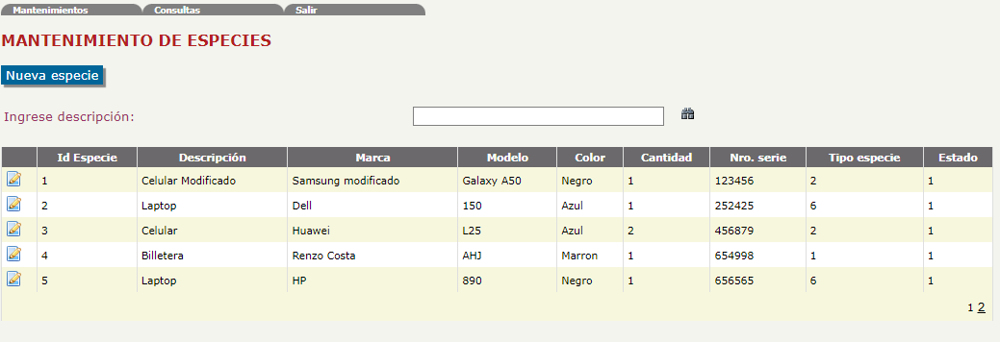 Mantenimientos Consultas Salir
MANTENIMIENTO DE ESPECIES
Nueva especie
Ingrese descripción:
Id Especie Descripción Marca Modelo Color Cantidad Nro. serie Tipo especie Estado
1 Celular Modificado Samsung modificado Galaxy A50 Negro 1 123456 2 1
2 Laptop Dell 150 Azul 1 252425 6 1
3 Celular Huawei L25 Azul 2 456879 2 1
4 Billetera Renzo Costa AHJ Marron 1 654998 1 1
5 Laptop HP 890 Negro 1 656565 6 1
1 2